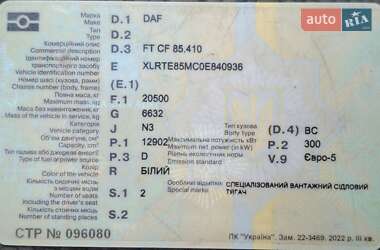 Марка
Make
D.1 DAF
Тип
Type
D.2
Комерційний опис
Commercial description
D.3 FT CF 85.410
Ідентифікаційний номер
транспортного засобу
Vehicle identification number
E XLRTE85MC0E840936
Номер шасі (кузова, рами)
Chassis number (body, frame)
(E.1)
Повна маса, кг
Maximum mass, kg
F.1 20500
Маса без навантаження, кг
Mass of the vehicle in service, kg
G 6632
Категорія
Vehicle category
J N3
Тип кузова
Body Type
(D.4) BC
Об'єм двигуна, см³
Capacity, cm³
P.1 12902
Максимальна потужність, кВт
Maximum net power, kW
P.2 300
Тип пального або джерело енергії
Type of fuel or power source
P.3 D
Рівень екологічних норм
V.9 Євро-5
Колір
Color of the vehicle
R БІЛИЙ
Кількість сидячих місць
з місцем водія
Number of seats,
including the driver's seat
S.1 2
Особливі відмітки
Special notes
СПЕЦІАЛІЗОВАНИЙ ВАНТАЖНИЙ СІДЛОВИЙ
ТЯГАЧ
Кількість стоячих місць
Number of standing places
S.2
СТР № 096080
ПК "Україна". Зам. 22-3469. 2022 р. III кв.
auto RIA
.com